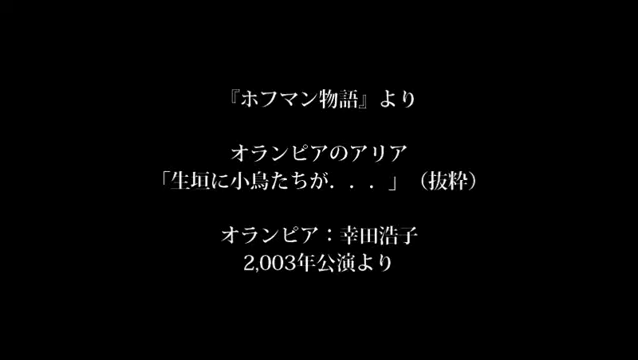 『ホフマン物語』より
オランピアのアリア
「生垣に小鳥たちが．．．」（抜粋）
オランピア：幸田浩子
2,003年公演より